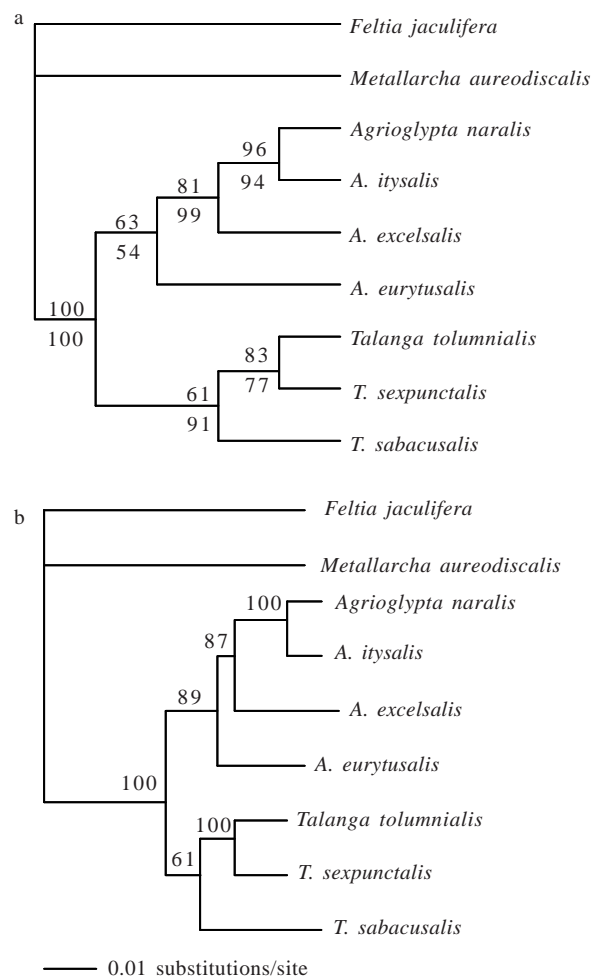 a
Feltia jaculifera
Metallarcha aureodiscalis
Agrioglypta naralis
96
94
A. itysalis
81
99
A. excelsalis
63
54
A. eurytusalis
100
100
Talanga tolumnialis
83
77
T. sexpunctalis
61
91
T. sabacusalis
b
Feltia jaculifera
Metallarcha aureodiscalis
Agrioglypta naralis
100
87
A. itysalis
89
A. excelsalis
A. eurytusalis
100
Talanga tolumnialis
100
61
T. sexpunctalis
T. sabacusalis
0.01 substitutions/site